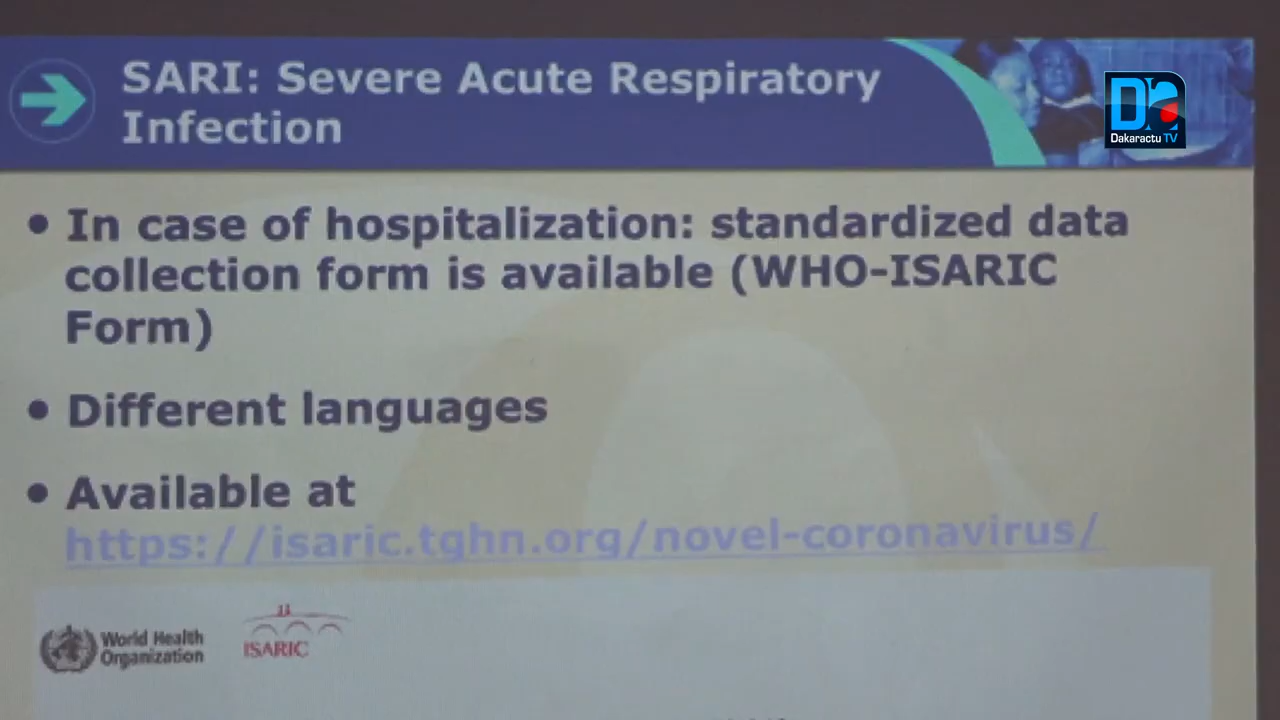 SARI: Severe Acute Respiratory
Infection
Dakaractu TV
• In case of hospitalization: standardized data
collection form is available (WHO-ISARIC
Form)
• Different languages
• Available at
https://isaric.tghn.org/novel-coronavirus/
World Health
Organization
ISARIC